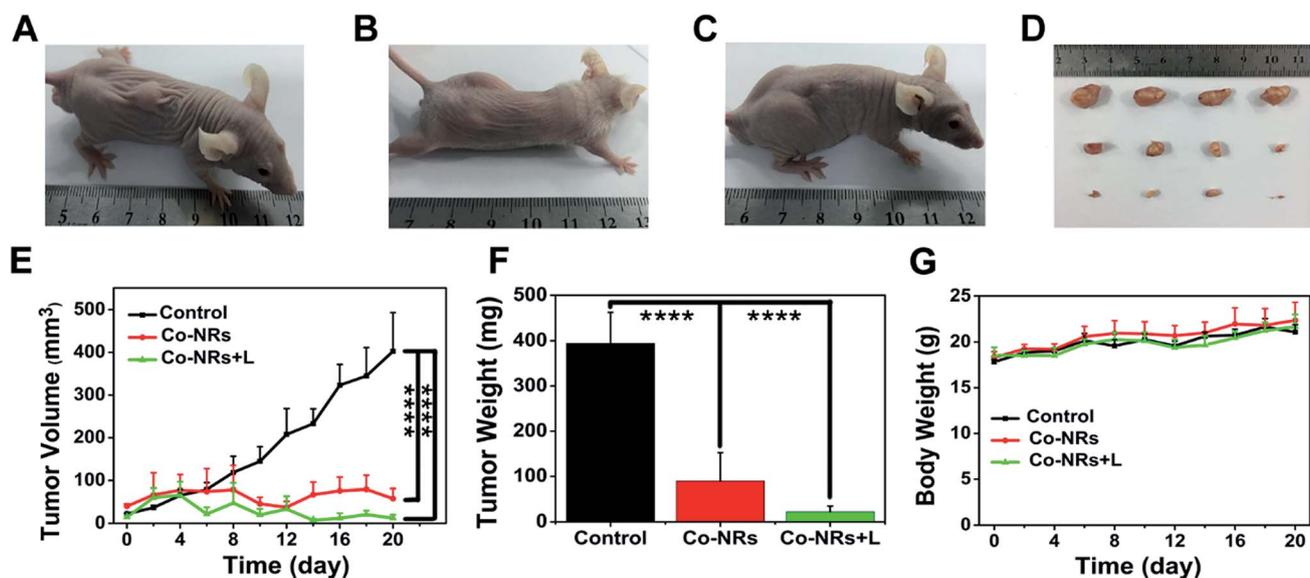 A
B
C
D
5 6 7 8 9 10 11 12
7 8 9 10 11 12
6 7 8 9 10 11 12
2 3 4 5 6 7 8 9 10 11
E
F
G
Tumor Volume (mm³)
500
400
300
200
100
0
Control
Co-NRs
Co-NRs+L
****
****
0 4 8 12 16 20
Time (day)
Tumor Weight (mg)
500
400
300
200
100
0
**** ****
Control Co-NRs Co-NRs+L
Body Weight (g)
25
20
15
10
5
0
Control
Co-NRs
Co-NRs+L
0 4 8 12 16 20
Time (day)